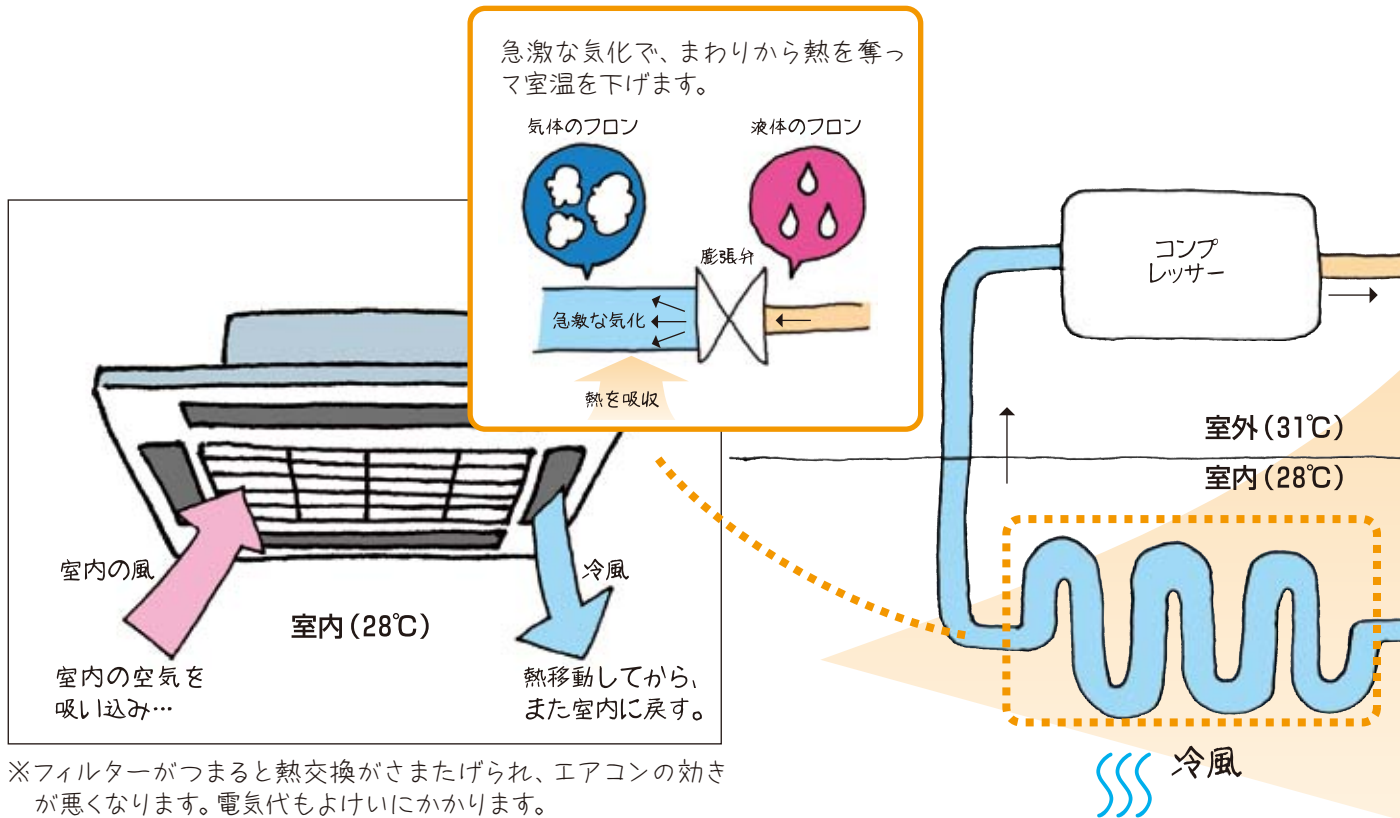 急激な気化で、まわりから熱を奪っ
て室温を下げます。
気体のフロン
液体のフロン
膨張弁
急激な気化
熱を吸収
コンプ
レッサー
室外(31℃)
室内(28℃)
室内の風
冷風
室内(28℃)
室内の空気を
吸い込み…
熱移動してから、
また室内に戻す。
冷風
※フィルターがつまると熱交換がさまたげられ、エアコンの効き
が悪くなります。電気代もよけいにかかります。